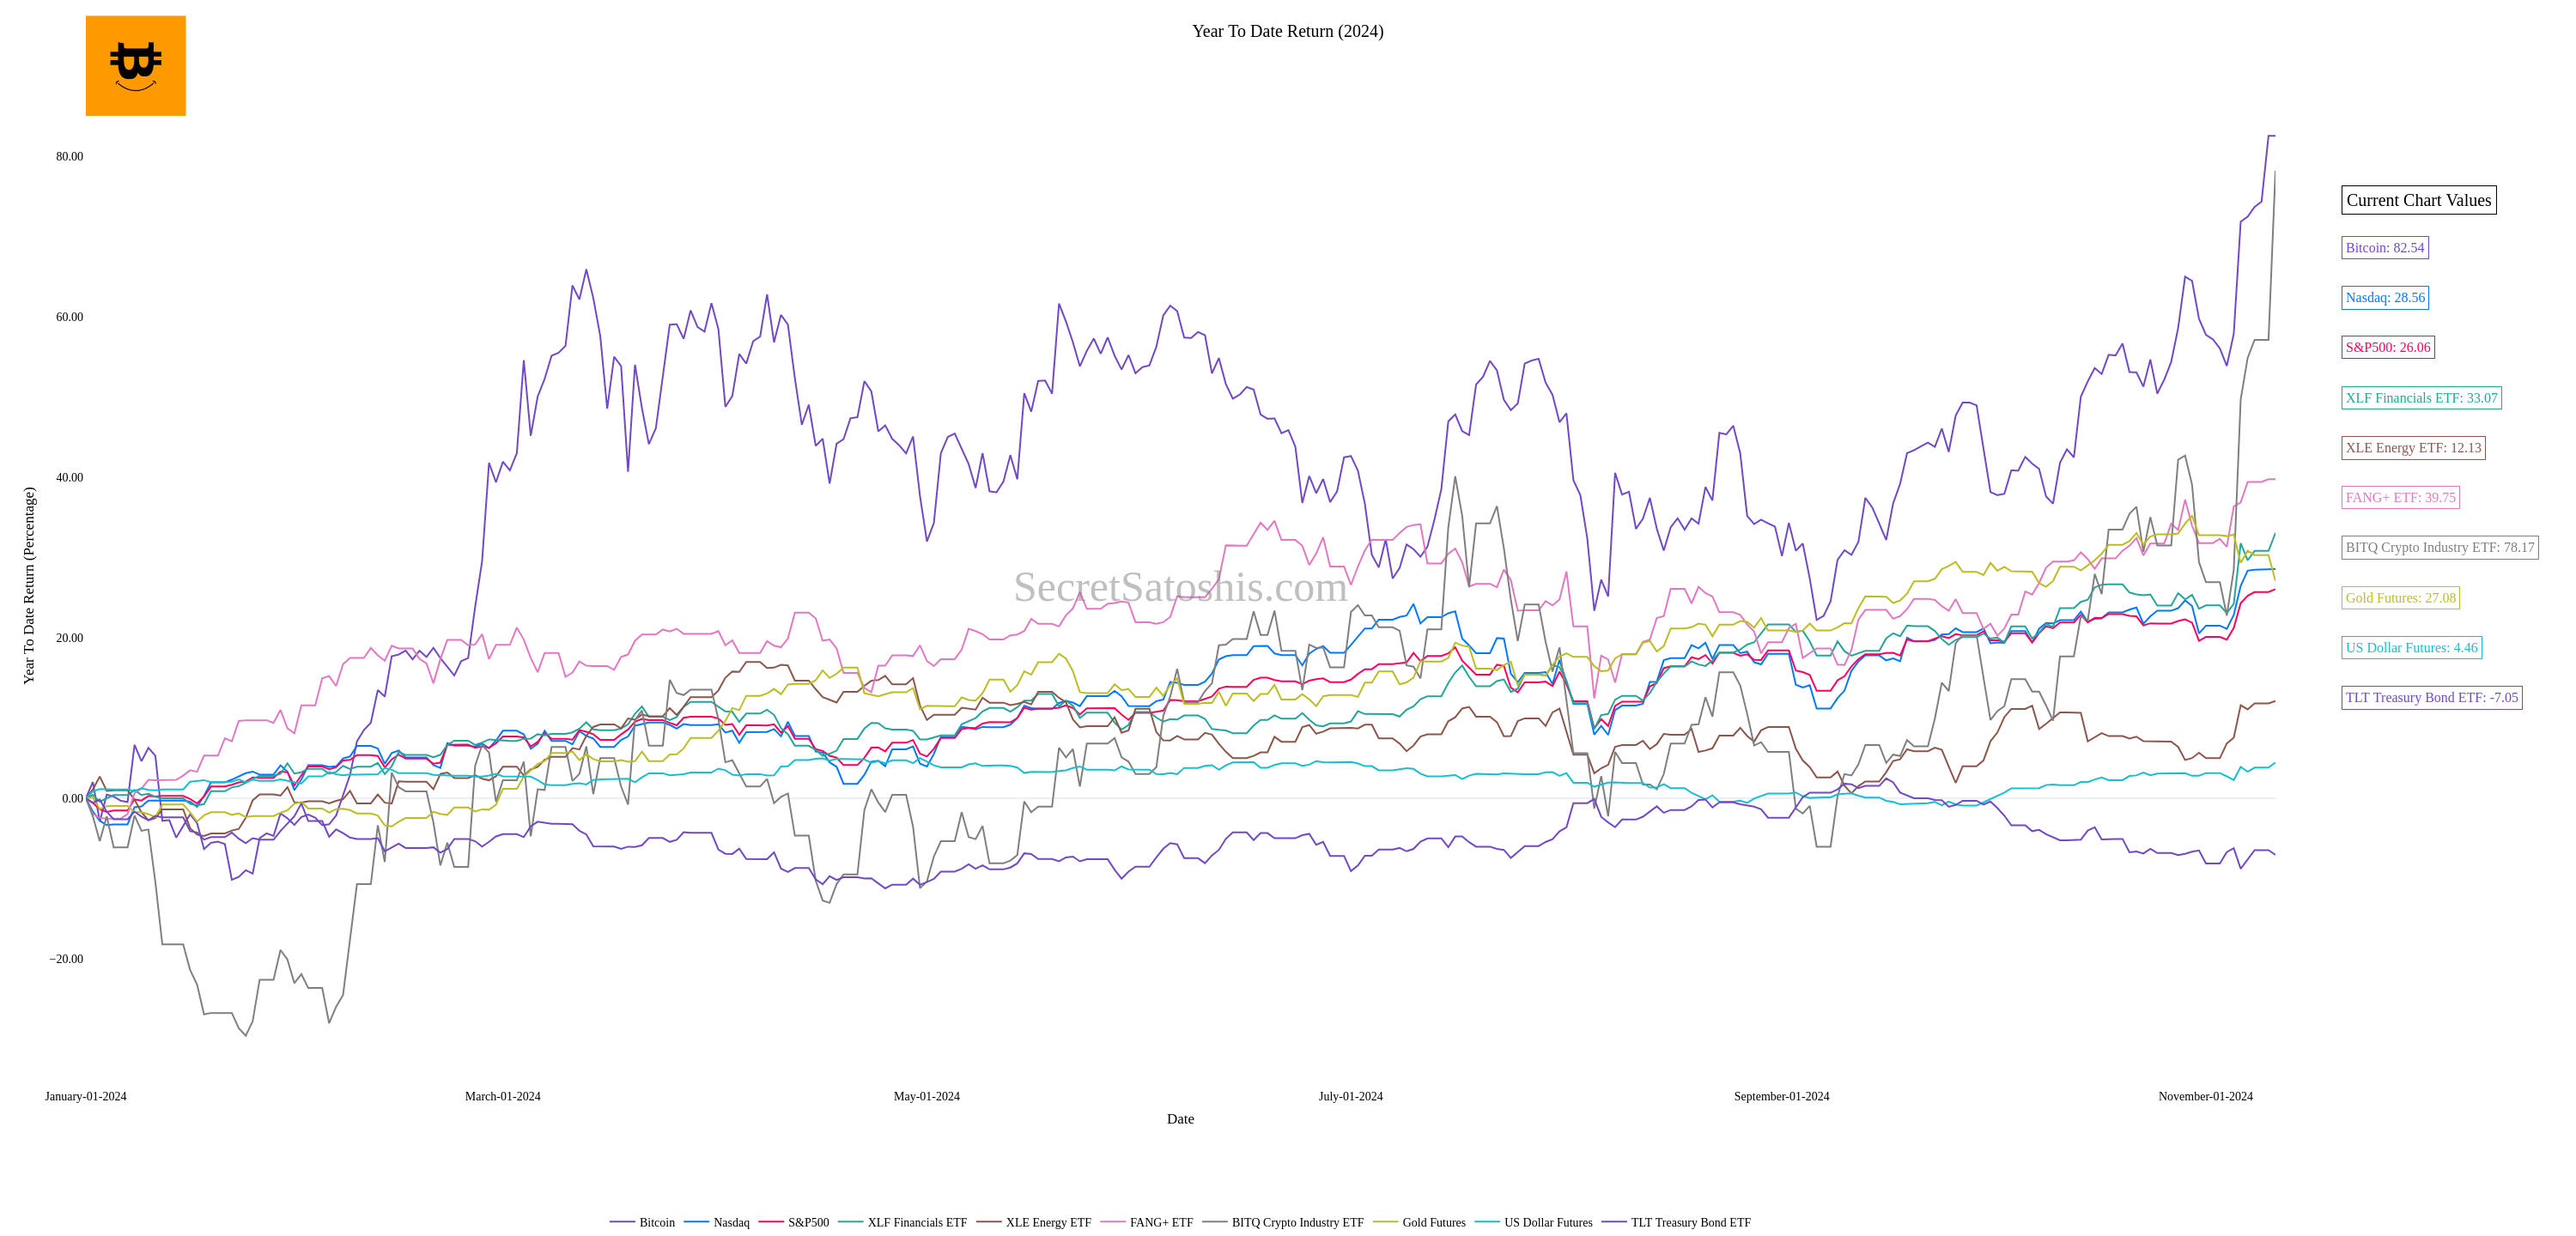 Year To Date Return (2024)
80.00
60.00
40.00
20.00
0.00
−20.00
Year To Date Return (Percentage)
SecretSatoshis.com
January-01-2024
March-01-2024
May-01-2024
July-01-2024
September-01-2024
November-01-2024
Date
Current Chart Values
Bitcoin: 82.54
Nasdaq: 28.56
S&P500: 26.06
XLF Financials ETF: 33.07
XLE Energy ETF: 12.13
FANG+ ETF: 39.75
BITQ Crypto Industry ETF: 78.17
Gold Futures: 27.08
US Dollar Futures: 4.46
TLT Treasury Bond ETF: -7.05
Bitcoin Nasdaq S&P500 XLF Financials ETF XLE Energy ETF FANG+ ETF BITQ Crypto Industry ETF Gold Futures US Dollar Futures TLT Treasury Bond ETF